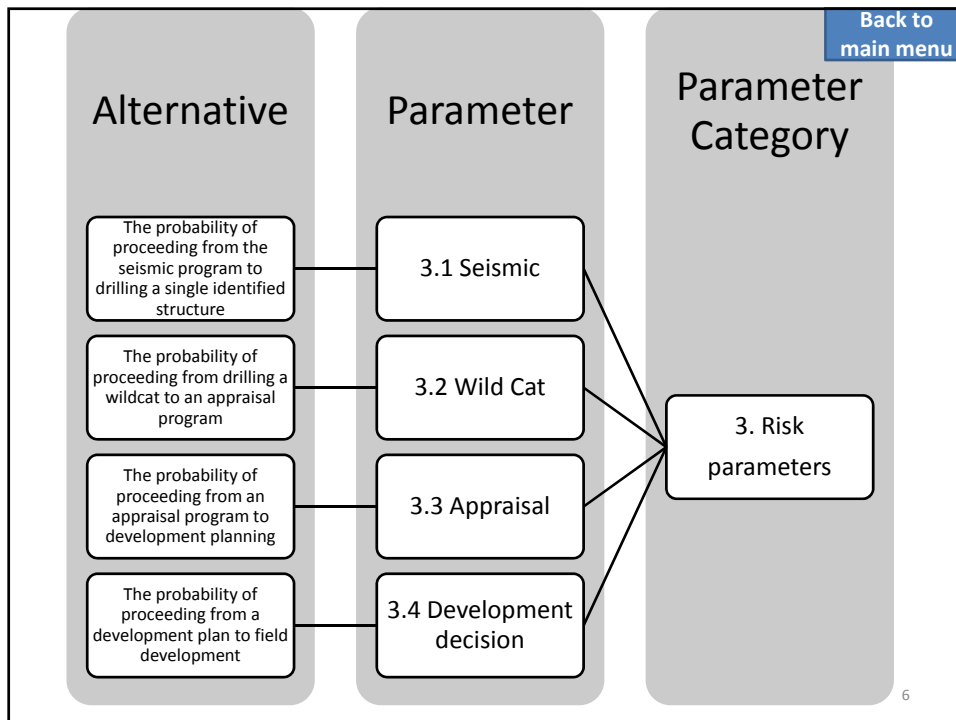 Back to
main menu
Alternative
Parameter
Parameter
Category
The probability of
proceeding from the
seismic program to
drilling a single identified
structure
3.1 Seismic
The probability of
proceeding from drilling a
wildcat to an appraisal
program
3.2 Wild Cat
The probability of
proceeding from an
appraisal program to
development planning
3.3 Appraisal
The probability of
proceeding from a
development plan to field
development
3.4 Development
decision
3. Risk
parameters
6